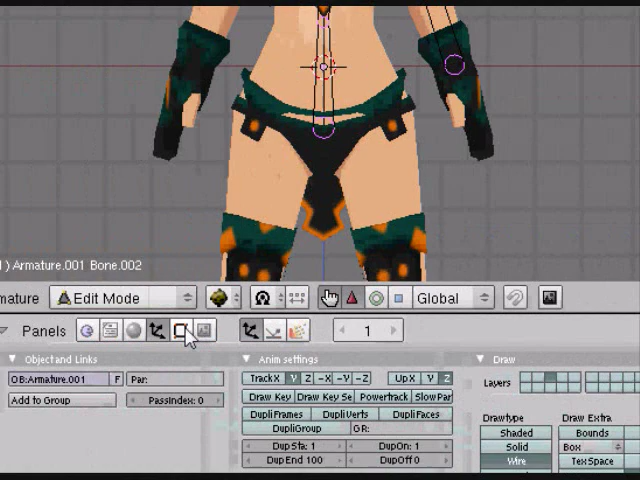 ) Armature.001 Bone.002
mature Edit Mode Global
Panels 1
Object and Links Anim settings Draw
OB:Armature.001 F Par:
Add to Group PassIndex: 0
TrackX Y Z -X -Y -Z UpX Y Z
Draw Key Draw Key Se Powertrack SlowPar
DupliFrames DupliVerts DupliFaces
DupliGroup GR:
DupSta: 1 DupOn: 1
DupEnd 100 DupOff 0
Layers
Drawtype Draw Extra
Shaded Bounds
Solid Box
Wire TexSpace